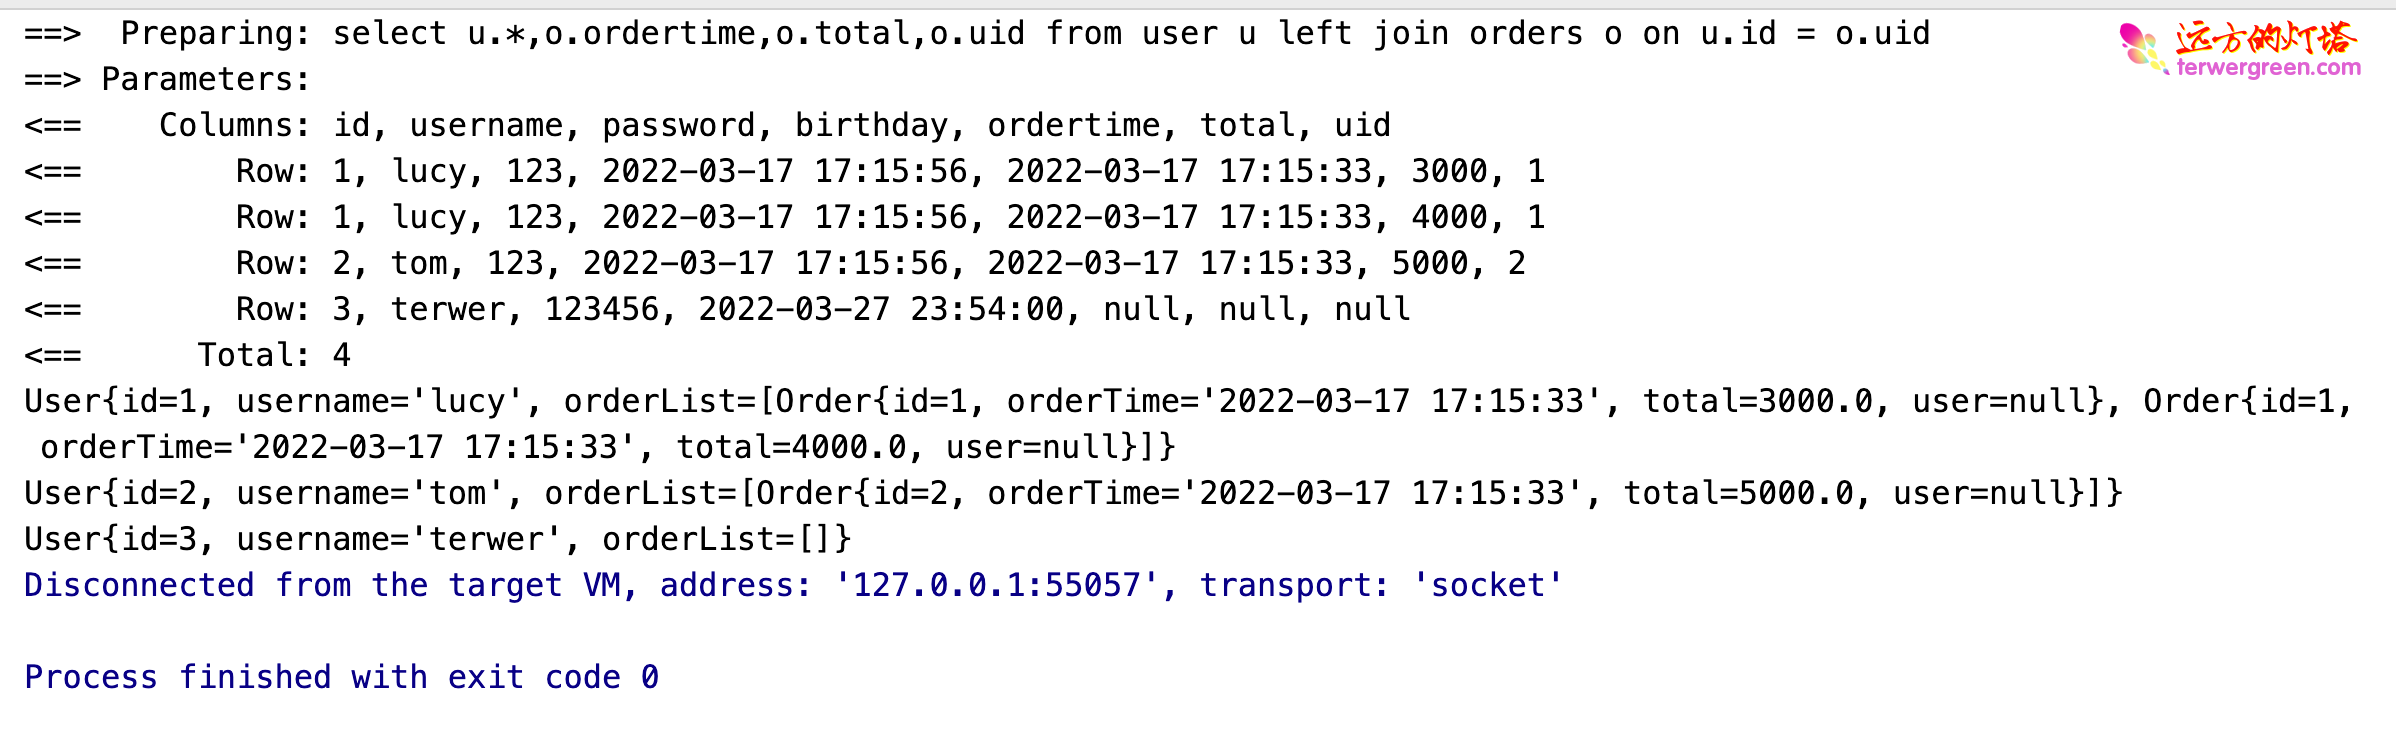 ==>  Preparing: select u.*,o.ordertime,o.total,o.uid from user u left join orders o on u.id = o.uid
远方的灯塔
terwergreen.com
==> Parameters:
<==    Columns: id, username, password, birthday, ordertime, total, uid
<==        Row: 1, lucy, 123, 2022-03-17 17:15:56, 2022-03-17 17:15:33, 3000, 1
<==        Row: 1, lucy, 123, 2022-03-17 17:15:56, 2022-03-17 17:15:33, 4000, 1
<==        Row: 2, tom, 123, 2022-03-17 17:15:56, 2022-03-17 17:15:33, 5000, 2
<==        Row: 3, terwer, 123456, 2022-03-27 23:54:00, null, null, null
<==      Total: 4
User{id=1, username='lucy', orderList=[Order{id=1, orderTime='2022-03-17 17:15:33', total=3000.0, user=null}, Order{id=1,
orderTime='2022-03-17 17:15:33', total=4000.0, user=null}]}
User{id=2, username='tom', orderList=[Order{id=2, orderTime='2022-03-17 17:15:33', total=5000.0, user=null}]}
User{id=3, username='terwer', orderList=[]}
Disconnected from the target VM, address: '127.0.0.1:55057', transport: 'socket'
Process finished with exit code 0